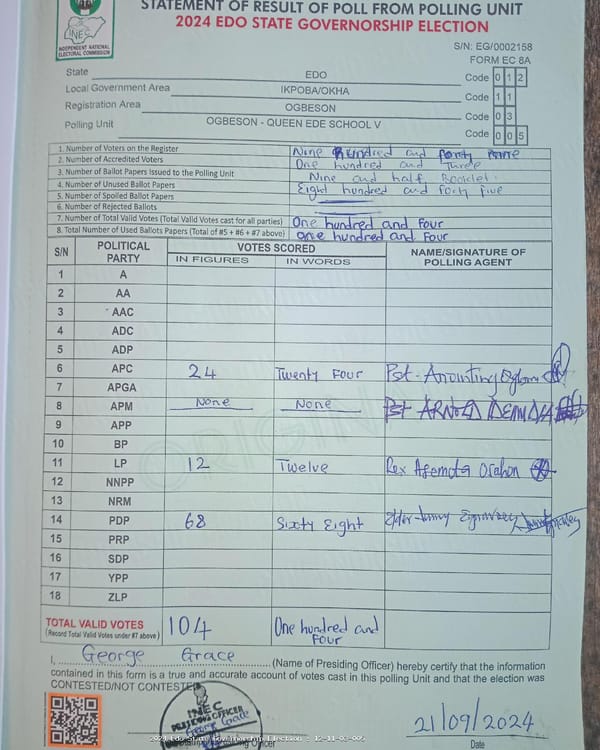 STATEMENT OF RESULT OF POLL FROM POLLING UNIT
2024 EDO STATE GOVERNORSHIP ELECTION
INEC
INDEPENDENT NATIONAL
ELECTORAL COMMISSION
S/N: EG/0002158
FORM EC 8A
State EDO Code 0 1 2
Local Government Area IKPOBA/OKHA Code 1 1
Registration Area OGBESON Code 0 3
Polling Unit OGBESON - QUEEN EDE SCHOOL V Code 0 0 5
1. Number of Voters on the Register Nine Hundred and forty
2. Number of Accredited Voters One hundred and Three
3. Number of Ballot Papers Issued to the Polling Unit Nine and half Booklet
4. Number of Unused Ballot Papers Eight hundred and forty five
5. Number of Spoiled Ballot Papers
6. Number of Rejected Ballots
7. Number of Total Valid Votes (Total Valid Votes cast for all parties) One hundred and Four
8. Total Number of Used Ballots Papers (Total of #5 + #6 + #7 above) One hundred and Four
S/N POLITICAL PARTY VOTES SCORED NAME/SIGNATURE OF POLLING AGENT
IN FIGURES IN WORDS
1 A
2 AA
3 AAC
4 ADC
5 ADP
6 APC 24 Twenty Four Pst. Anointing
7 APGA
8 APM None None Pst ARNOLD
9 APP
10 BP
11 LP 12 Twelve Rex
12 NNPP
13 NRM
14 PDP 68 Sixty Eight
15 PRP
16 SDP
17 YPP
18 ZLP
TOTAL VALID VOTES 104 One hundred and Four
(Record Total Valid Votes under #7 above)
I, George Grace (Name of Presiding Officer) hereby certify that the information
contained in this form is a true and accurate account of votes cast in this polling Unit and that the election was
CONTESTED/NOT CONTESTED
INEC
PRESIDING OFFICER
21/09/2024
2024 Edo State Governorship Election - 12-11-03-005
Officer Date